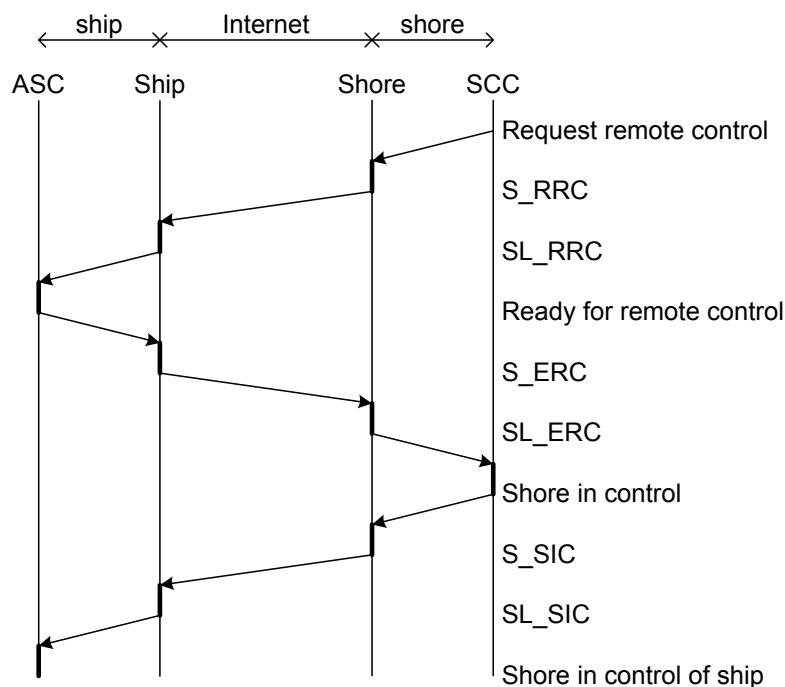 ship Internet shore
ASC Ship Shore SCC
Request remote control
S_RRC
SL_RRC
Ready for remote control
S_ERC
SL_ERC
Shore in control
S_SIC
SL_SIC
Shore in control of ship